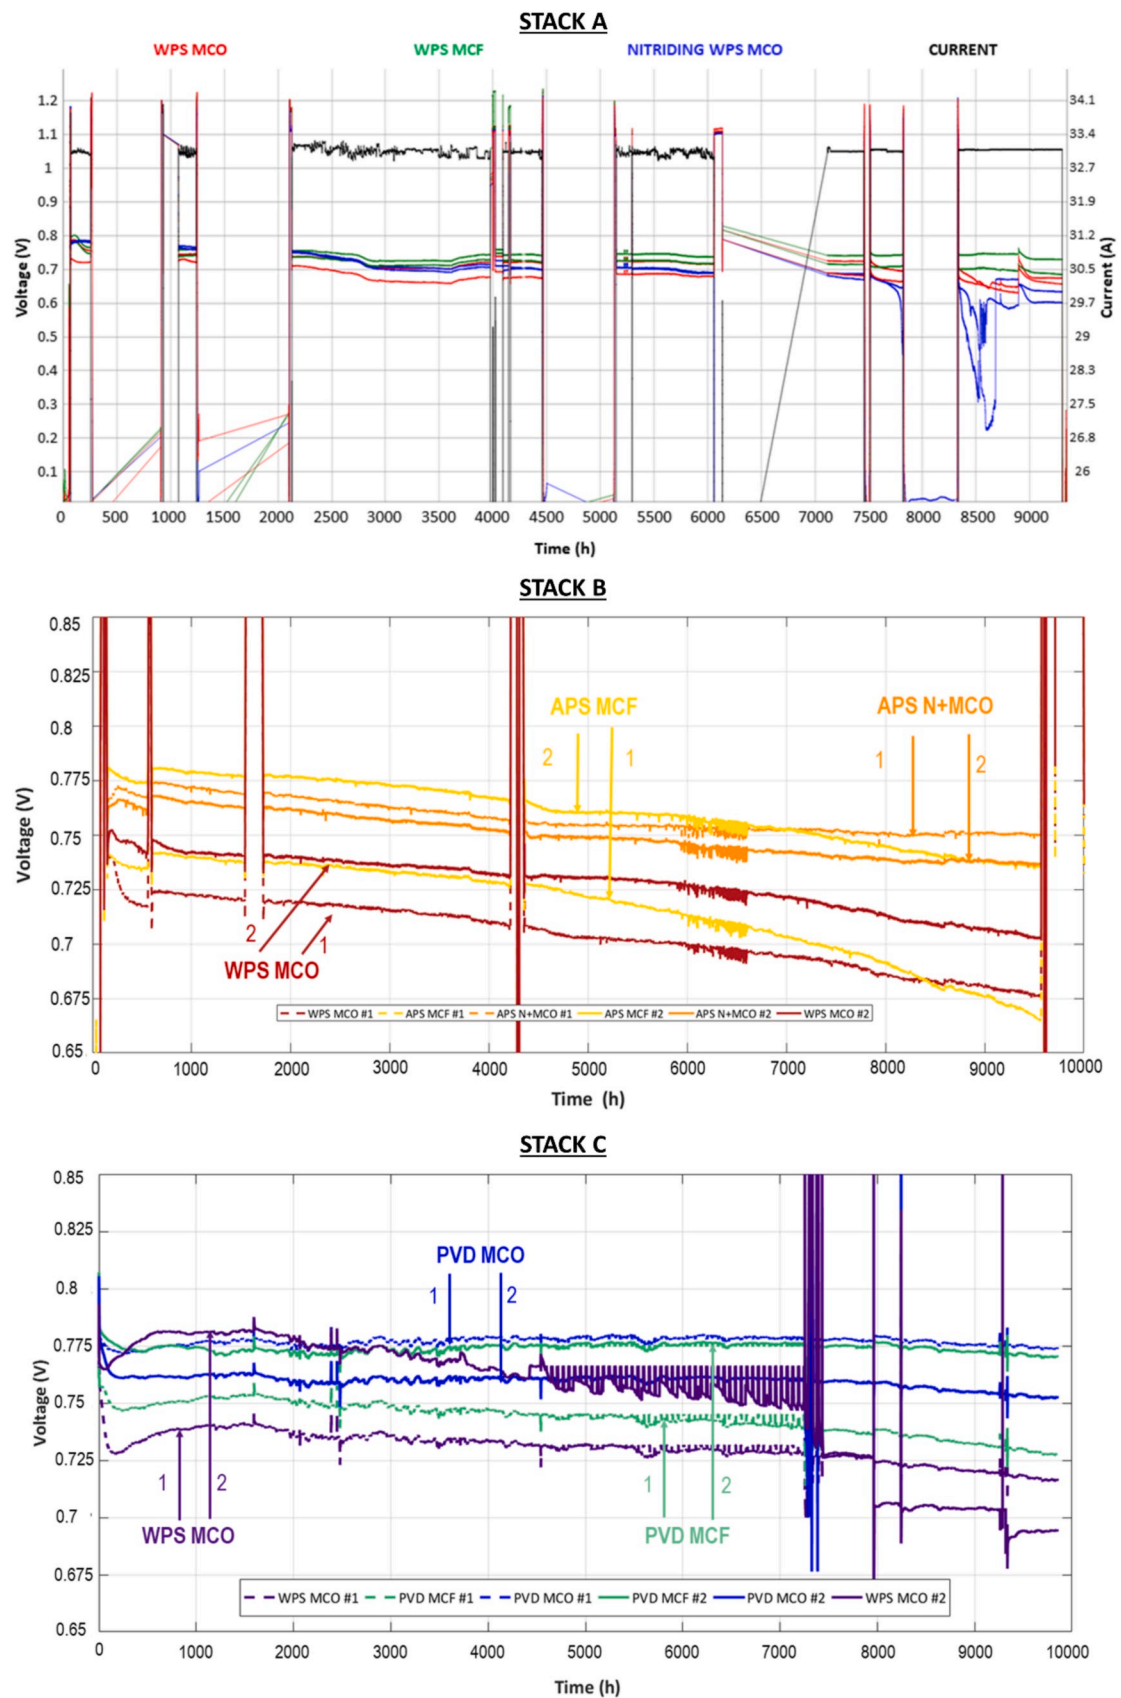 STACK A
WPS MCO WPS MCF NITRIDING WPS MCO CURRENT
1.2 34.1
1.1 33.4
1 32.7
0.9 31.9
0.8 31.2
0.7 30.5
0.6 29.7
0.5 29
0.4 28.3
0.3 27.5
0.2 26.8
0.1 26
Voltage (V)
Current (A)
0 500 1000 1500 2000 2500 3000 3500 4000 4500 5000 5500 6000 6500 7000 7500 8000 8500 9000
Time (h)
STACK B
0.85
0.825
0.8
0.775
0.75
0.725
0.7
0.675
0.65
Voltage (V)
APS MCF
2 1
APS N+MCO
1 2
2 1
WPS MCO
WPS MCO #1 APS MCF #1 APS N+MCO #1 APS MCF #2 APS N+MCO #2 WPS MCO #2
0 1000 2000 3000 4000 5000 6000 7000 8000 9000 10000
Time (h)
STACK C
0.85
0.825
0.8
0.775
0.75
0.725
0.7
0.675
0.65
Voltage (V)
PVD MCO
1 2
1 2
WPS MCO
1 2
PVD MCF
WPS MCO #1 PVD MCF #1 PVD MCO #1 PVD MCF #2 PVD MCO #2 WPS MCO #2
0 1000 2000 3000 4000 5000 6000 7000 8000 9000 10000
Time (h)